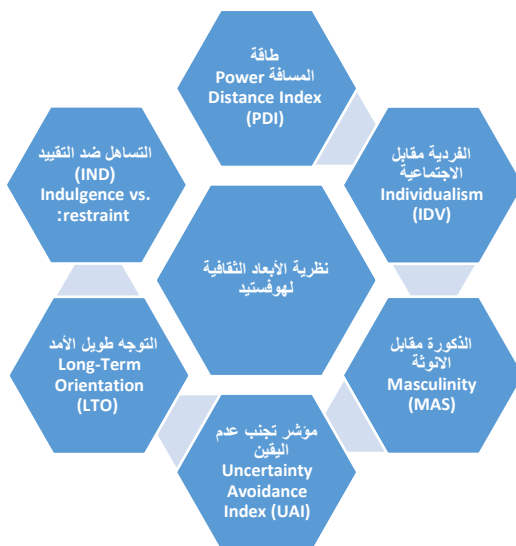 طاقة
المسافة Power
Distance Index
(PDI)
الفردية مقابل
الاجتماعية
Individualism
(IDV)
الذكورة مقابل
الانوثة
Masculinity
(MAS)
مؤشر تجنب عدم
اليقين
Uncertainty
Avoidance
Index (UAI)
التوجه طويل الأمد
Long-Term
Orientation
(LTO)
التساهل ضد التقييد
(IND)
Indulgence vs.
:restraint
نظرية الأبعاد الثقافية
لهوفستيد